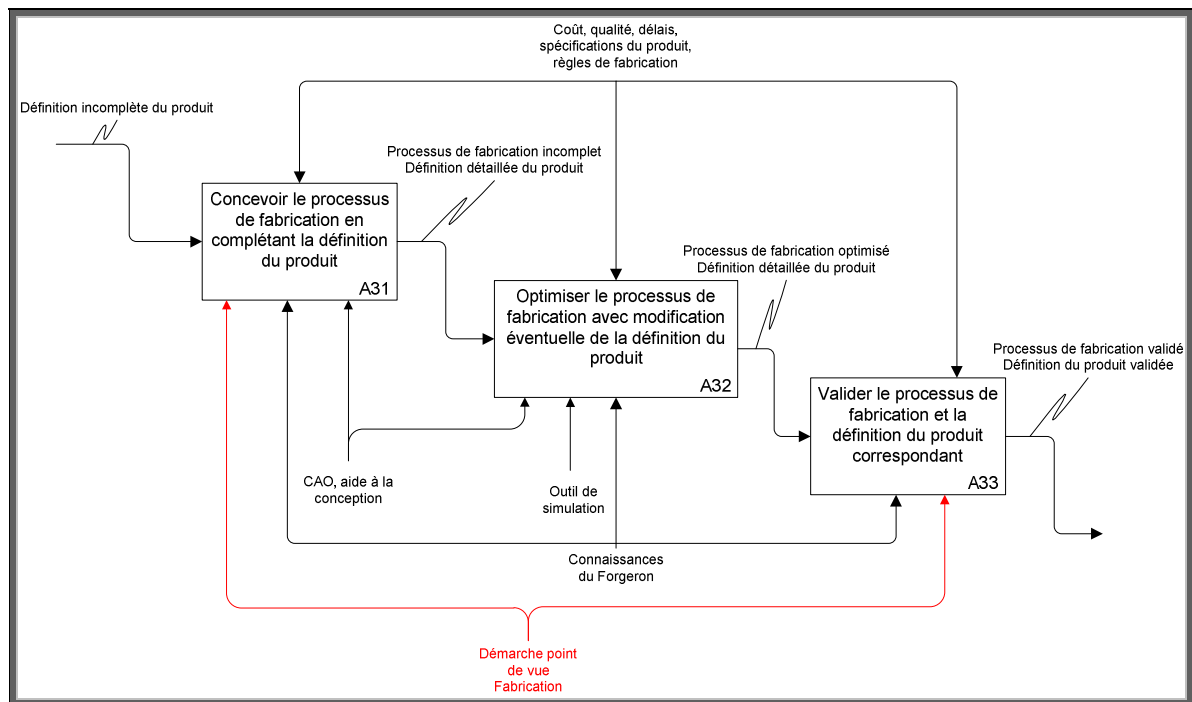 Coût, qualité, délais,
spécifications du produit,
règles de fabrication
Définition incomplète du produit
Processus de fabrication incomplet
Définition détaillée du produit
Concevoir le processus
de fabrication en
complétant la définition
du produit
A31
Processus de fabrication optimisé
Définition détaillée du produit
Optimiser le processus de
fabrication avec modification
éventuelle de la définition du
produit
A32
Processus de fabrication validé
Définition du produit validée
Valider le processus de
fabrication et la
définition du produit
correspondant
A33
CAO, aide à la
conception
Outil de
simulation
Connaissances
du Forgeron
Démarche point
de vue
Fabrication